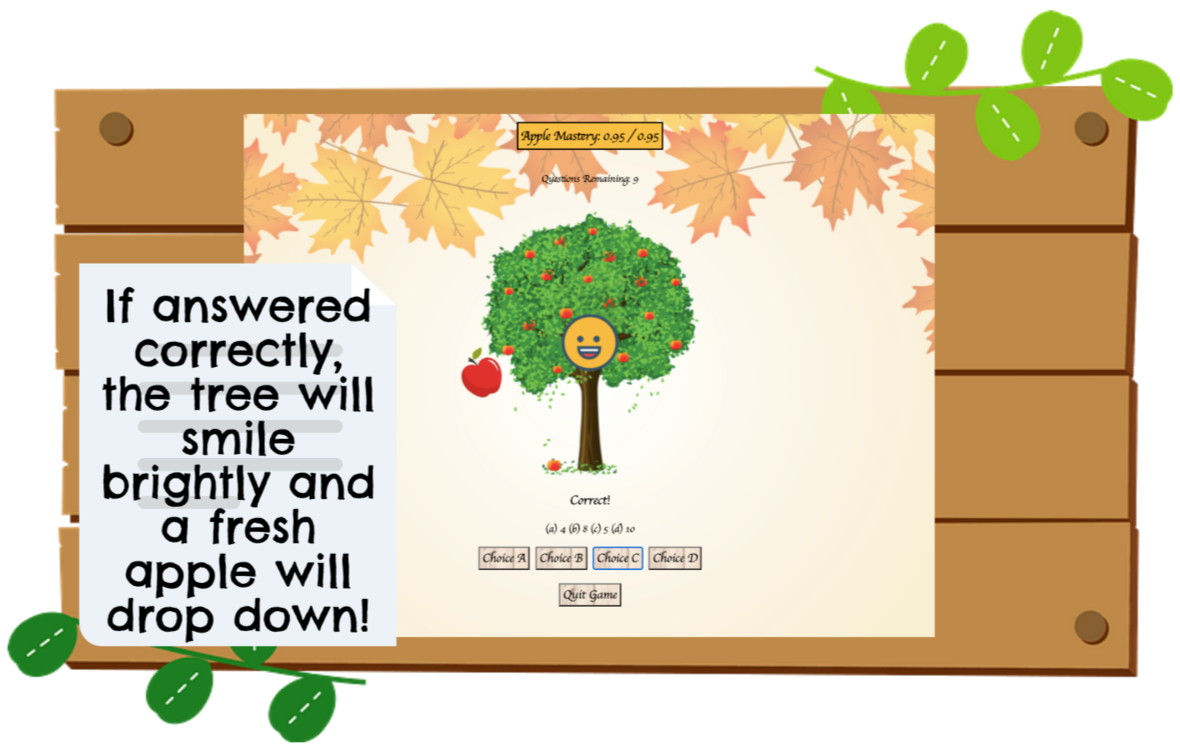 Apple Mastery: 0.95 / 0.95
Questions Remaining: 9
If answered
correctly,
the tree will
smile
brightly and
a fresh
apple will
drop down!
Correct!
(a) 4 (b) 8 (c) 5 (d) 10
Choice A Choice B Choice C Choice D
Quit Game